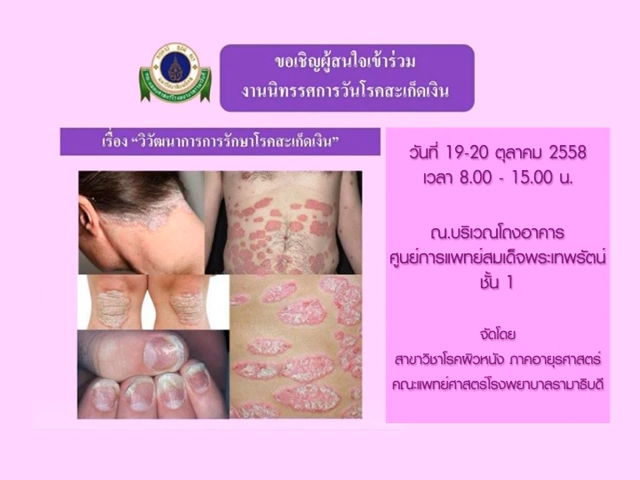 ขอเชิญผู้สนใจเข้าร่วม
งานนิทรรศการวันโรคสะเก็ดเงิน
เรื่อง “วิวัฒนาการการรักษาโรคสะเก็ดเงิน”
วันที่ 19-20 ตุลาคม 2558
เวลา 8.00 - 15.00 น.
ณ.บริเวณโถงอาคาร
ศูนย์การแพทย์สมเด็จพระเทพรัตน์
ชั้น 1
จัดโดย
สาขาวิชาโรคผิวหนัง ภาคอายุรศาสตร์
คณะแพทย์ศาสตร์โรงพยาบาลรามาธิบดี